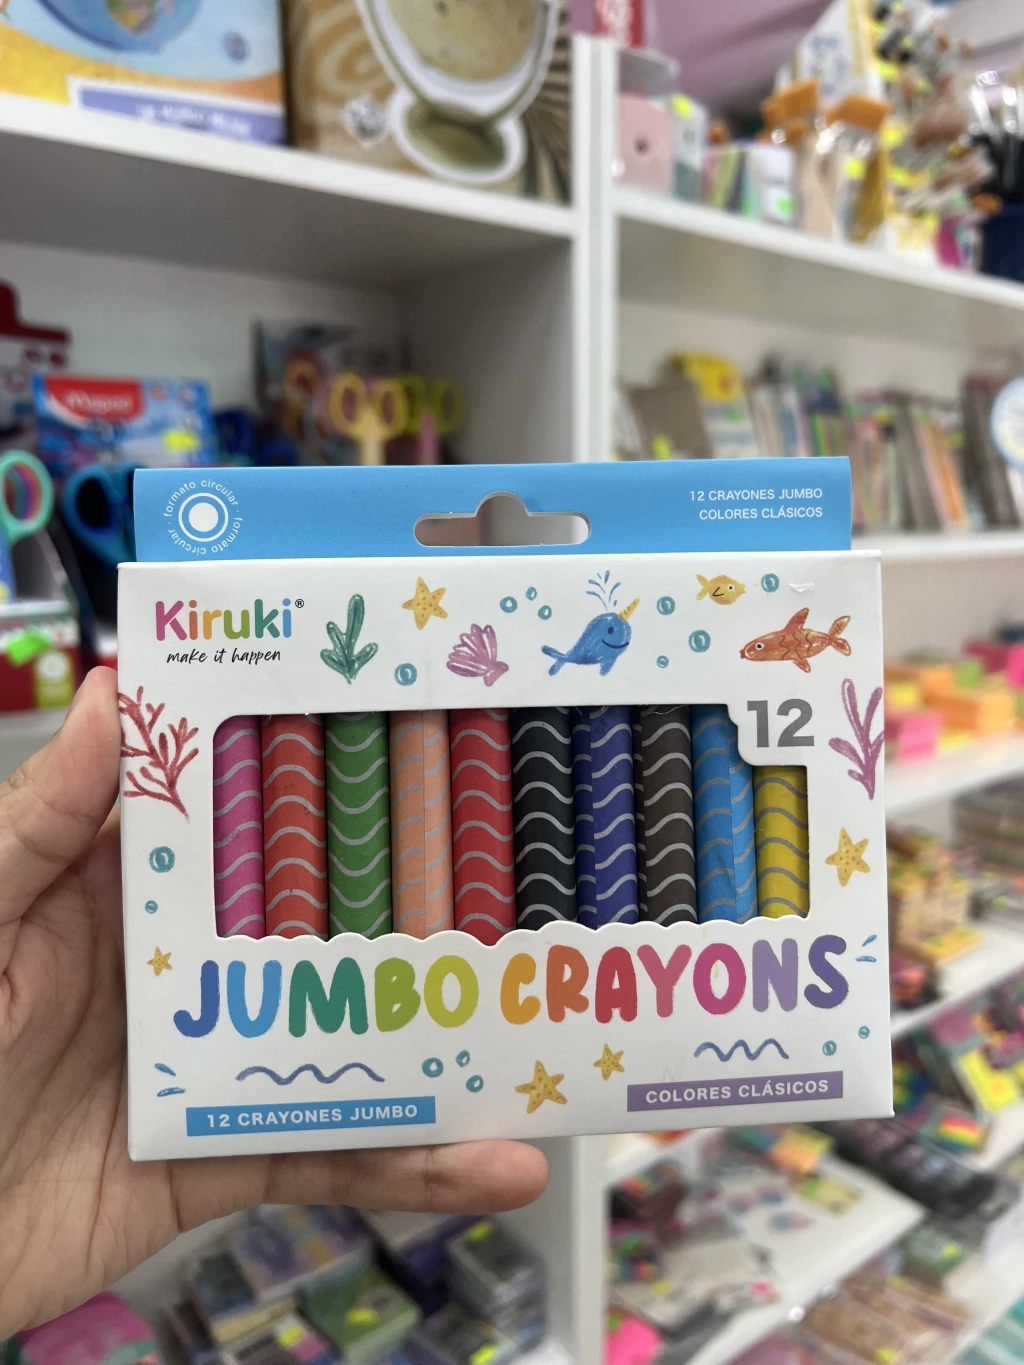 Maped
formato circular · formato circular ·
12 CRAYONES JUMBO
COLORES CLÁSICOS
Kiruki®
make it happen
12
JUMBO CRAYONS
12 CRAYONES JUMBO
COLORES CLÁSICOS